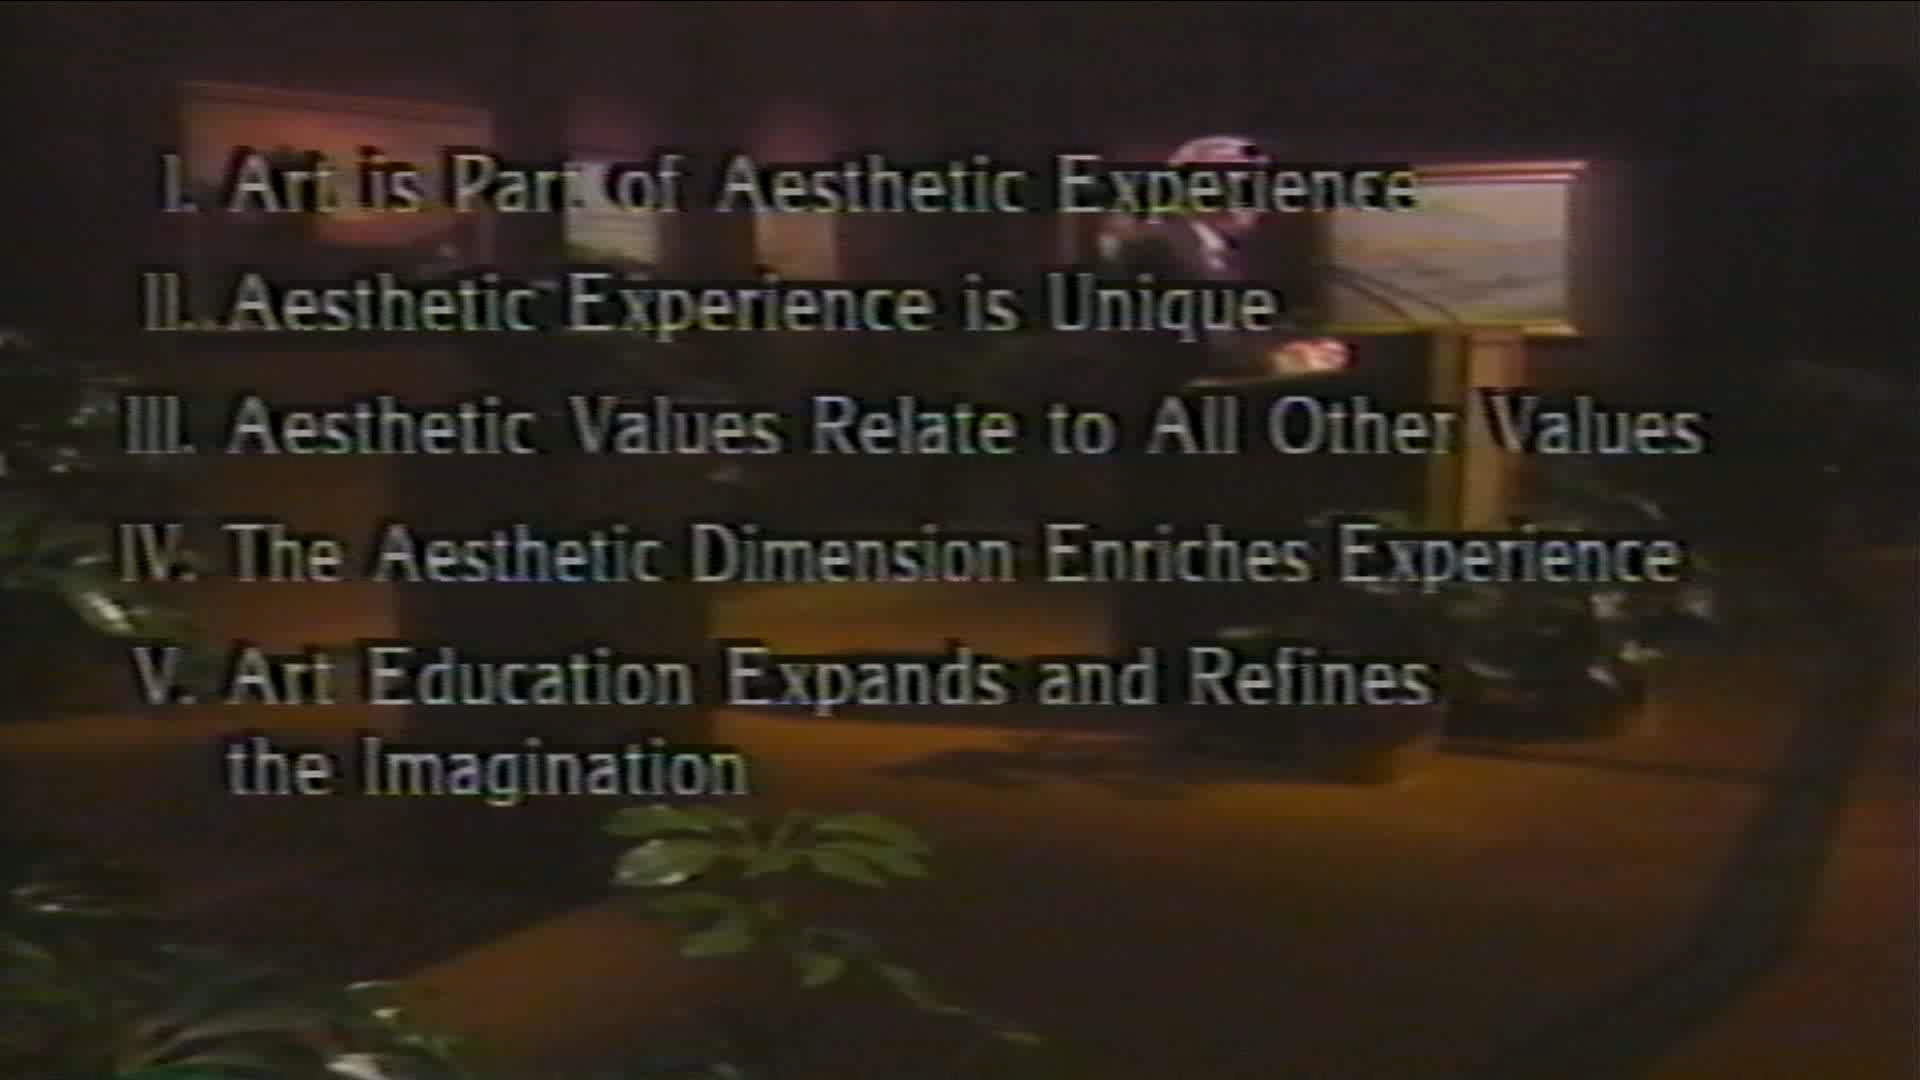 I. Art is Part of Aesthetic Experience
II. Aesthetic Experience is Unique
III. Aesthetic Values Relate to All Other Values
IV. The Aesthetic Dimension Enriches Experience
V. Art Education Expands and Refines
the Imagination